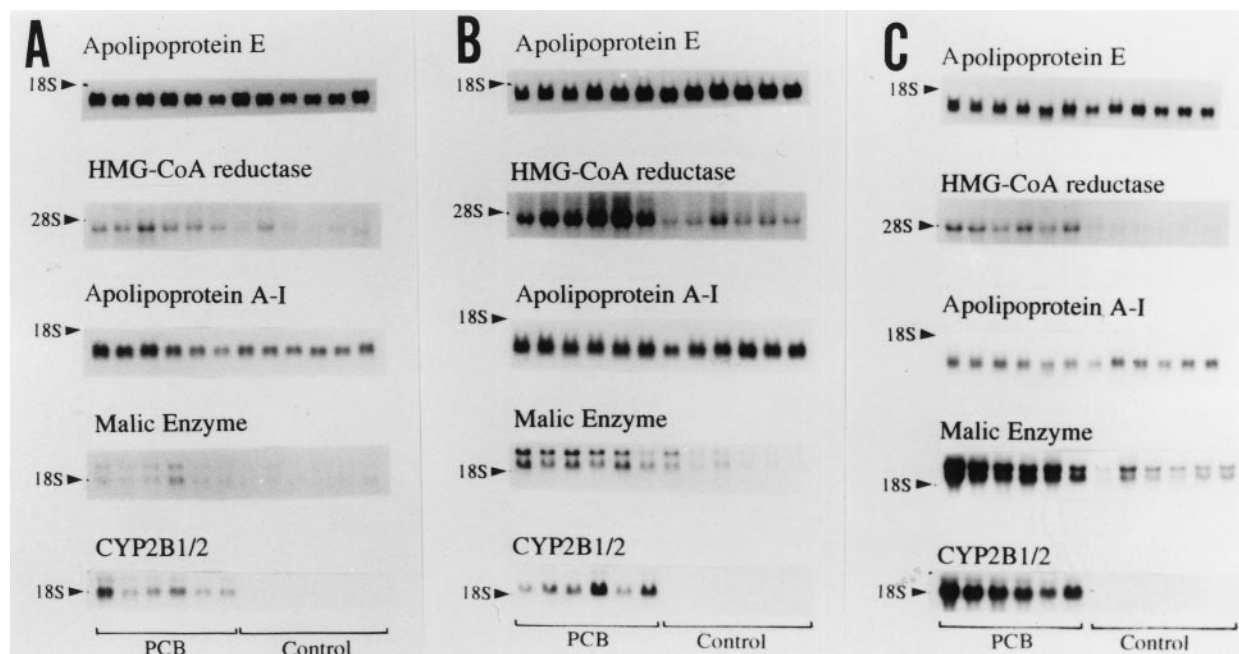 A
Apolipoprotein E
18S
HMG-CoA reductase
28S
Apolipoprotein A-I
18S
Malic Enzyme
18S
CYP2B1/2
18S
PCB Control
B
Apolipoprotein E
18S
HMG-CoA reductase
28S
Apolipoprotein A-I
18S
Malic Enzyme
18S
CYP2B1/2
18S
PCB Control
C
Apolipoprotein E
18S
HMG-CoA reductase
28S
Apolipoprotein A-I
18S
Malic Enzyme
18S
CYP2B1/2
18S
PCB Control